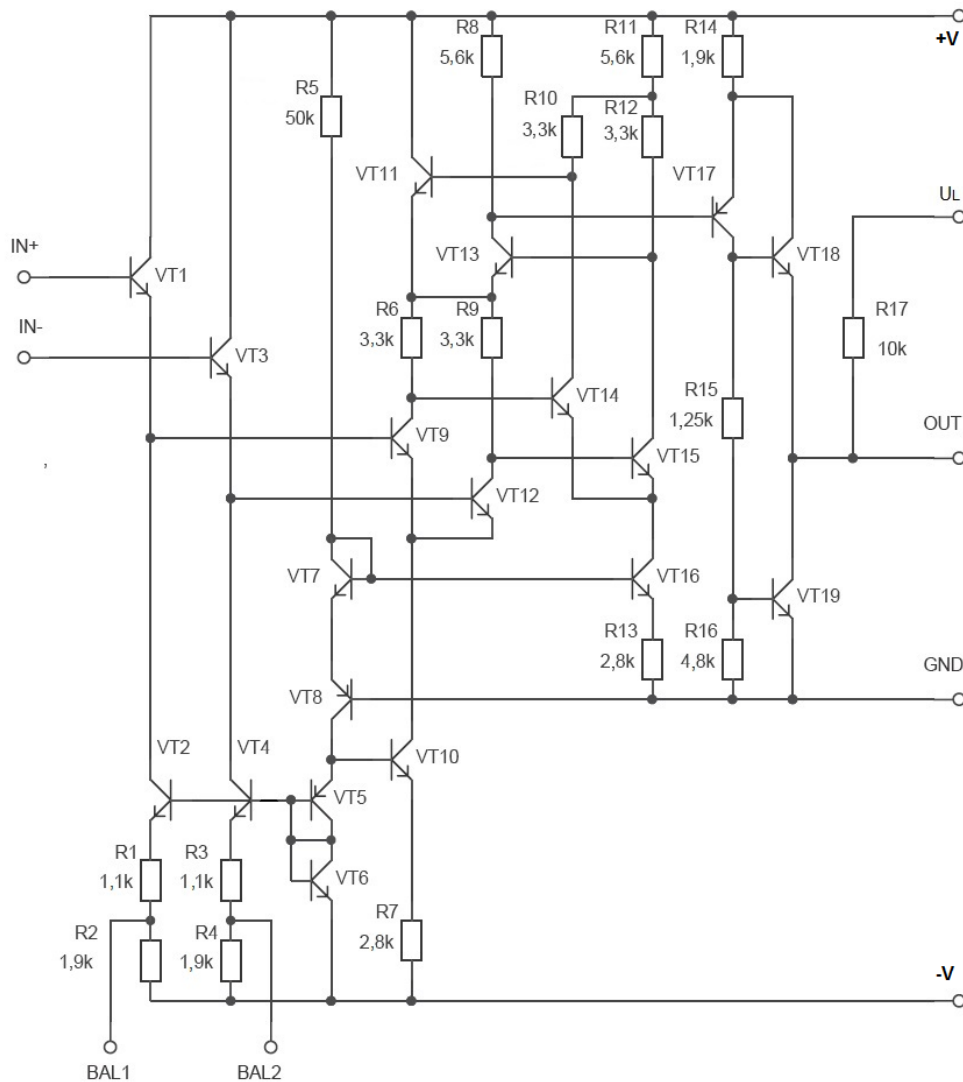 +V
R8
5,6k
R11
5,6k
R14
1,9k
R5
50k
R10
3,3k
R12
3,3k
VT11
VT17
UL
IN+
VT1
VT13
VT18
IN-
VT3
R6
3,3k
R9
3,3k
R17
10k
VT14
R15
1,25k
OUT
VT9
VT15
,
VT12
VT7
VT16
VT19
R13
2,8k
R16
4,8k
GND
VT8
VT2
VT4
VT10
VT5
R1
1,1k
R3
1,1k
VT6
R2
1,9k
R4
1,9k
R7
2,8k
-V
BAL1
BAL2